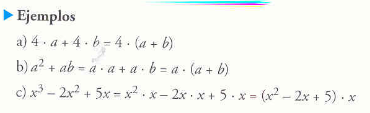 Ejemplos
a) 4 · a + 4 · b = 4 · (a + b)
b) a² + ab = a · a + a · b = a · (a + b)
c) x³ – 2x² + 5x = x² · x – 2x · x + 5 · x = (x² – 2x + 5) · x